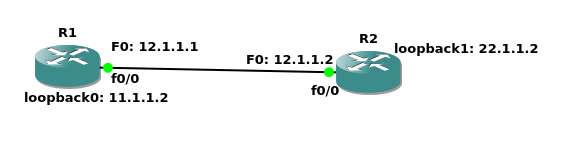 R1
F0: 12.1.1.1
f0/0
loopback0: 11.1.1.2
R2
loopback1: 22.1.1.2
F0: 12.1.1.2
f0/0